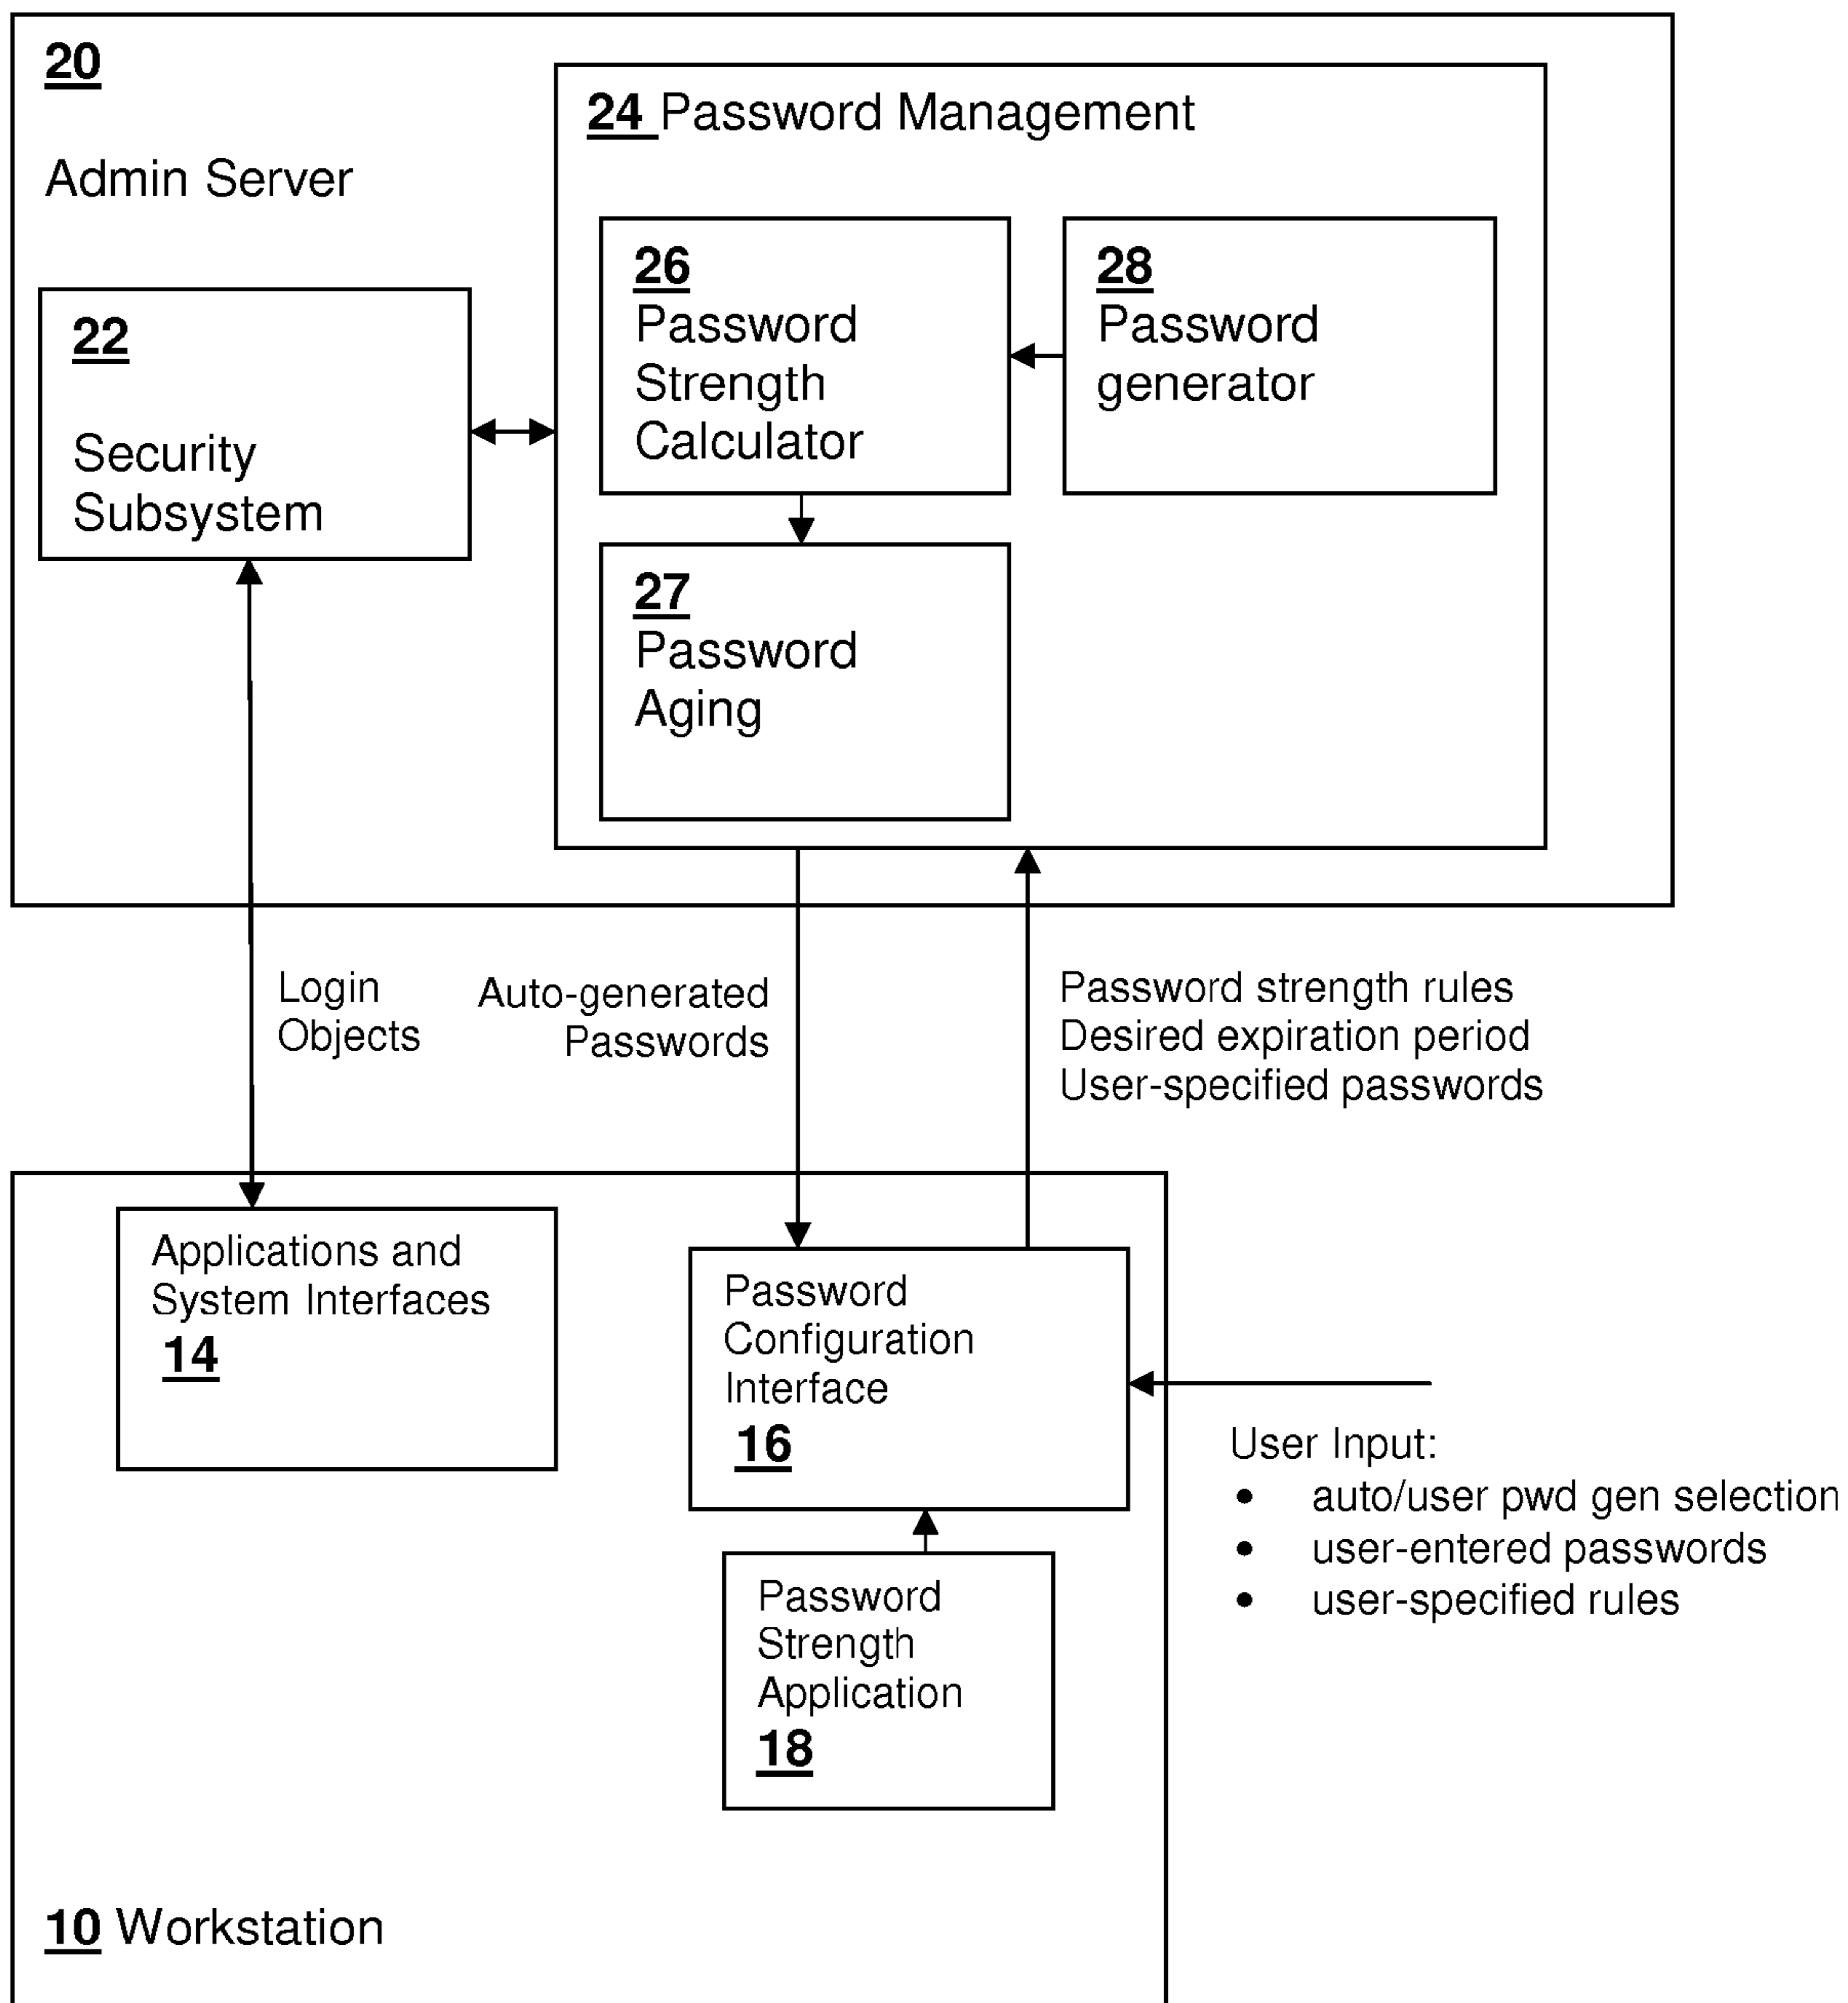 20
Admin Server
24 Password Management
22
Security
Subsystem
26
Password
Strength
Calculator
28
Password
generator
27
Password
Aging
Login
Objects
Auto-generated
Passwords
Password strength rules
Desired expiration period
User-specified passwords
Applications and
System Interfaces
14
Password
Configuration
Interface
16
User Input:
• auto/user pwd gen selection
• user-entered passwords
• user-specified rules
Password
Strength
Application
18
10 Workstation